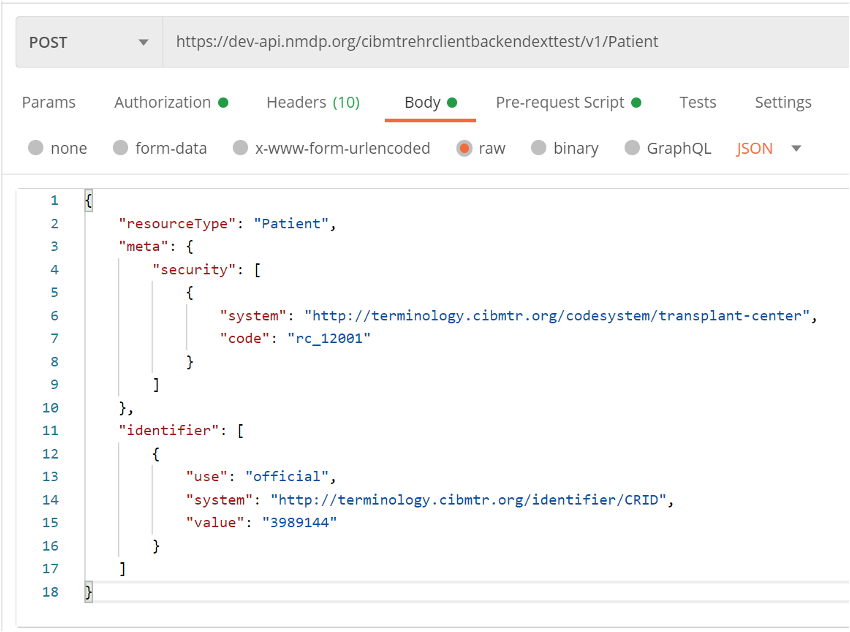 POST https://dev-api.nmdp.org/cibmtrehrclientbackendexttest/v1/Patient
Params Authorization Headers (10) Body Pre-request Script Tests Settings
none form-data x-www-form-urlencoded raw binary GraphQL JSON
1 {
2 "resourceType": "Patient",
3 "meta": {
4 "security": [
5 {
6 "system": "http://terminology.cibmtr.org/codesystem/transplant-center",
7 "code": "rc_12001"
8 }
9 ]
10 },
11 "identifier": [
12 {
13 "use": "official",
14 "system": "http://terminology.cibmtr.org/identifier/CRID",
15 "value": "3989144"
16 }
17 ]
18 }